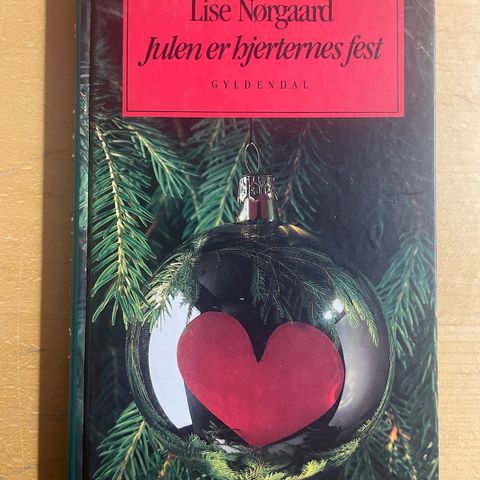 Lise Nørgaard
Julen er hjerternes fest
GYLDENDAL